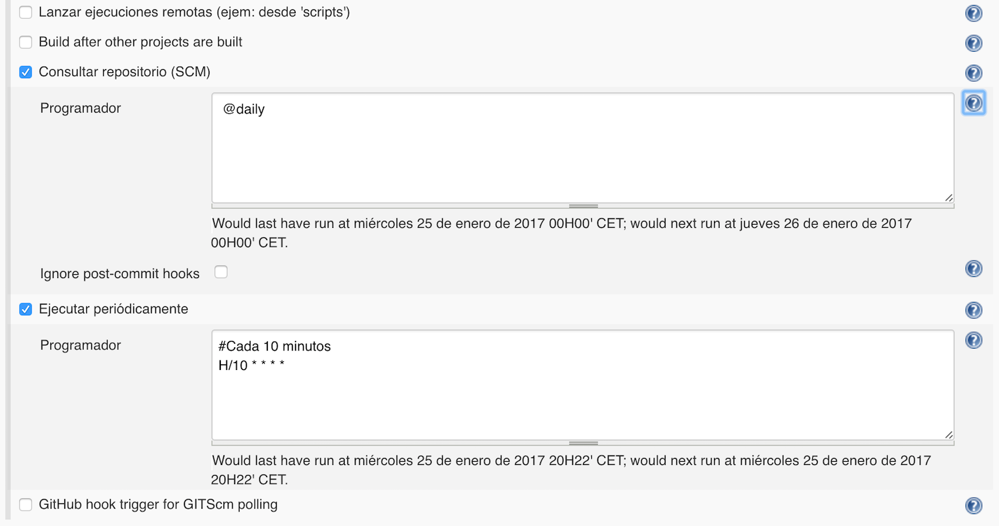 Lanzar ejecuciones remotas (ejem: desde 'scripts')
Build after other projects are built
Consultar repositorio (SCM)
Programador
@daily
Would last have run at miércoles 25 de enero de 2017 00H00' CET; would next run at jueves 26 de enero de 2017
00H00' CET.
Ignore post-commit hooks
Ejecutar periódicamente
Programador
#Cada 10 minutos
H/10 * * * *
Would last have run at miércoles 25 de enero de 2017 20H22' CET; would next run at miércoles 25 de enero de 2017
20H22' CET.
GitHub hook trigger for GITScm polling